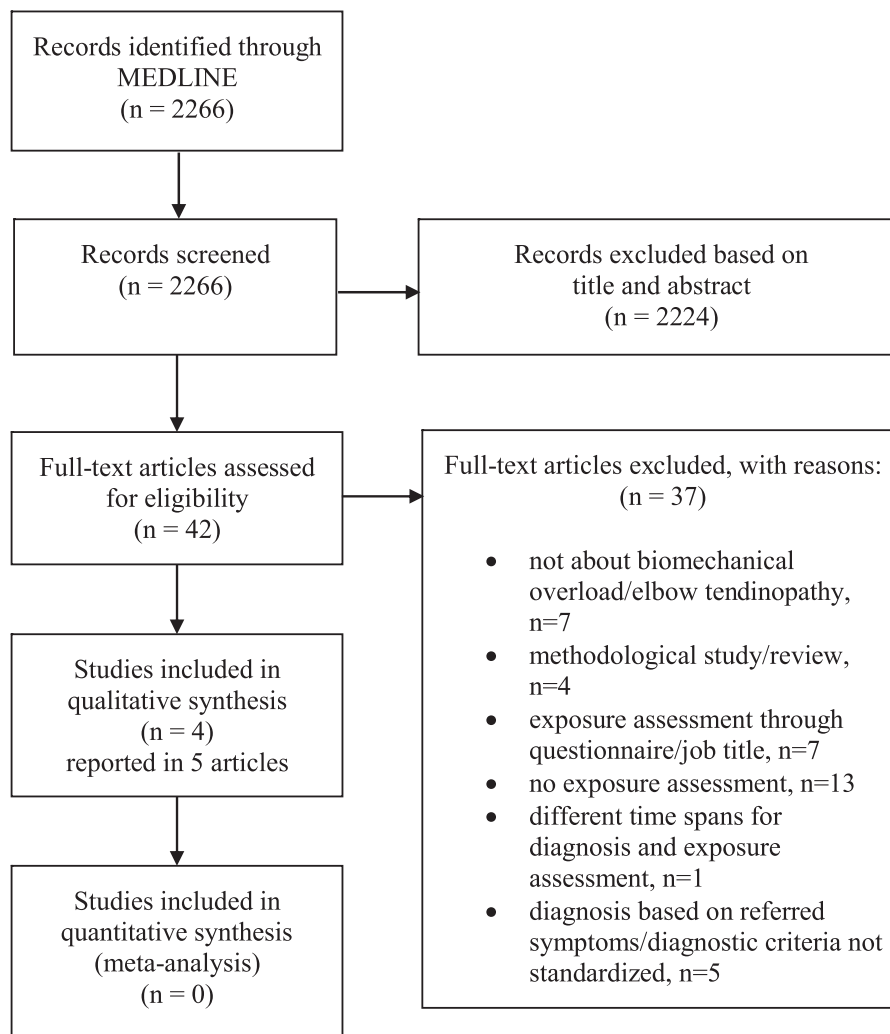 Records identified through
MEDLINE
(n = 2266)
Records screened
(n = 2266)
Records excluded based on
title and abstract
(n = 2224)
Full-text articles assessed
for eligibility
(n = 42)
Full-text articles excluded, with reasons:
(n = 37)
• not about biomechanical
overload/elbow tendinopathy,
n=7
• methodological study/review,
n=4
• exposure assessment through
questionnaire/job title, n=7
• no exposure assessment, n=13
• different time spans for
diagnosis and exposure
assessment, n=1
• diagnosis based on referred
symptoms/diagnostic criteria not
standardized, n=5
Studies included in
qualitative synthesis
(n = 4)
reported in 5 articles
Studies included in
quantitative synthesis
(meta-analysis)
(n = 0)